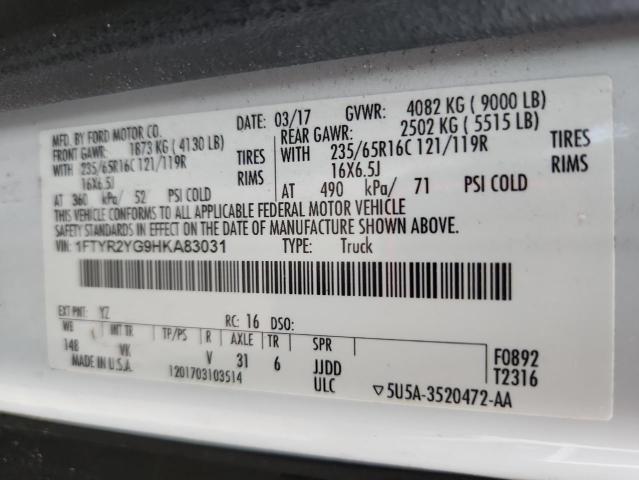 MFD. BY FORD MOTOR CO.
DATE: 03/17 GVWR: 4082 KG ( 9000 LB)
FRONT GAWR: 1873 KG ( 4130 LB)
REAR GAWR: 2502 KG ( 5515 LB)
WITH 235/65R16C 121/119R TIRES
WITH 235/65R16C 121/119R TIRES
16X6.5J RIMS
16X6.5J RIMS
AT 360 kPa/ 52 PSI COLD
AT 490 kPa/ 71 PSI COLD
THIS VEHICLE CONFORMS TO ALL APPLICABLE FEDERAL MOTOR VEHICLE
SAFETY STANDARDS IN EFFECT ON THE DATE OF MANUFACTURE SHOWN ABOVE.
VIN: 1FTYR2YG9HKA83031 TYPE: Truck
EXT PNT: YZ RC: 16 DSO:
WB INT TR TP/PS R AXLE TR SPR
148 VK V 31 6 JJDD
F0892
MADE IN U.S.A. 1201703103514 ULC
T2316
5U5A-3520472-AA